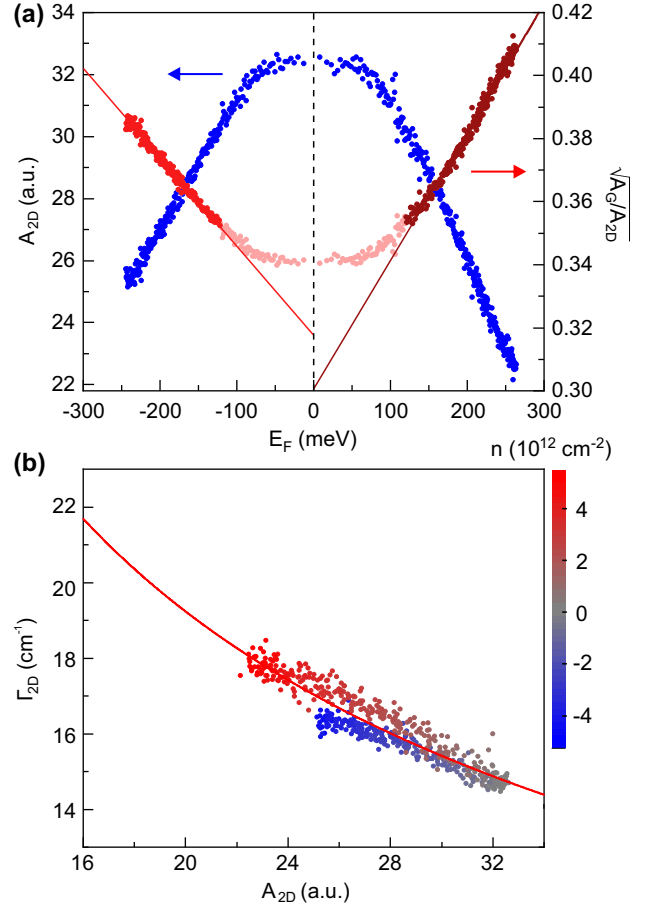 (a)
34
32
30
28
26
24
22
A2D (a.u.)
0.42
0.40
0.38
0.36
0.34
0.32
0.30
√AG/A2D
-300 -200 -100 0 100 200 300
EF (meV)
n (10¹² cm⁻²)
(b)
22
20
18
16
14
Γ2D (cm⁻¹)
4
2
0
-2
-4
16 20 24 28 32
A2D (a.u.)